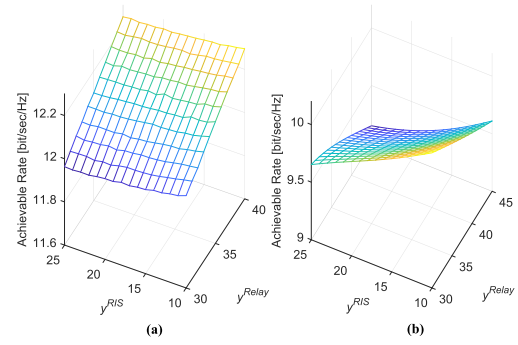 Achievable Rate [bit/sec/Hz]
12.2
12
11.8
11.6
25
20
15
10
y^RIS
30
35
40
y^Relay
(a)
Achievable Rate [bit/sec/Hz]
10
9.5
9
25
20
15
10
y^RIS
30
35
40
45
y^Relay
(b)